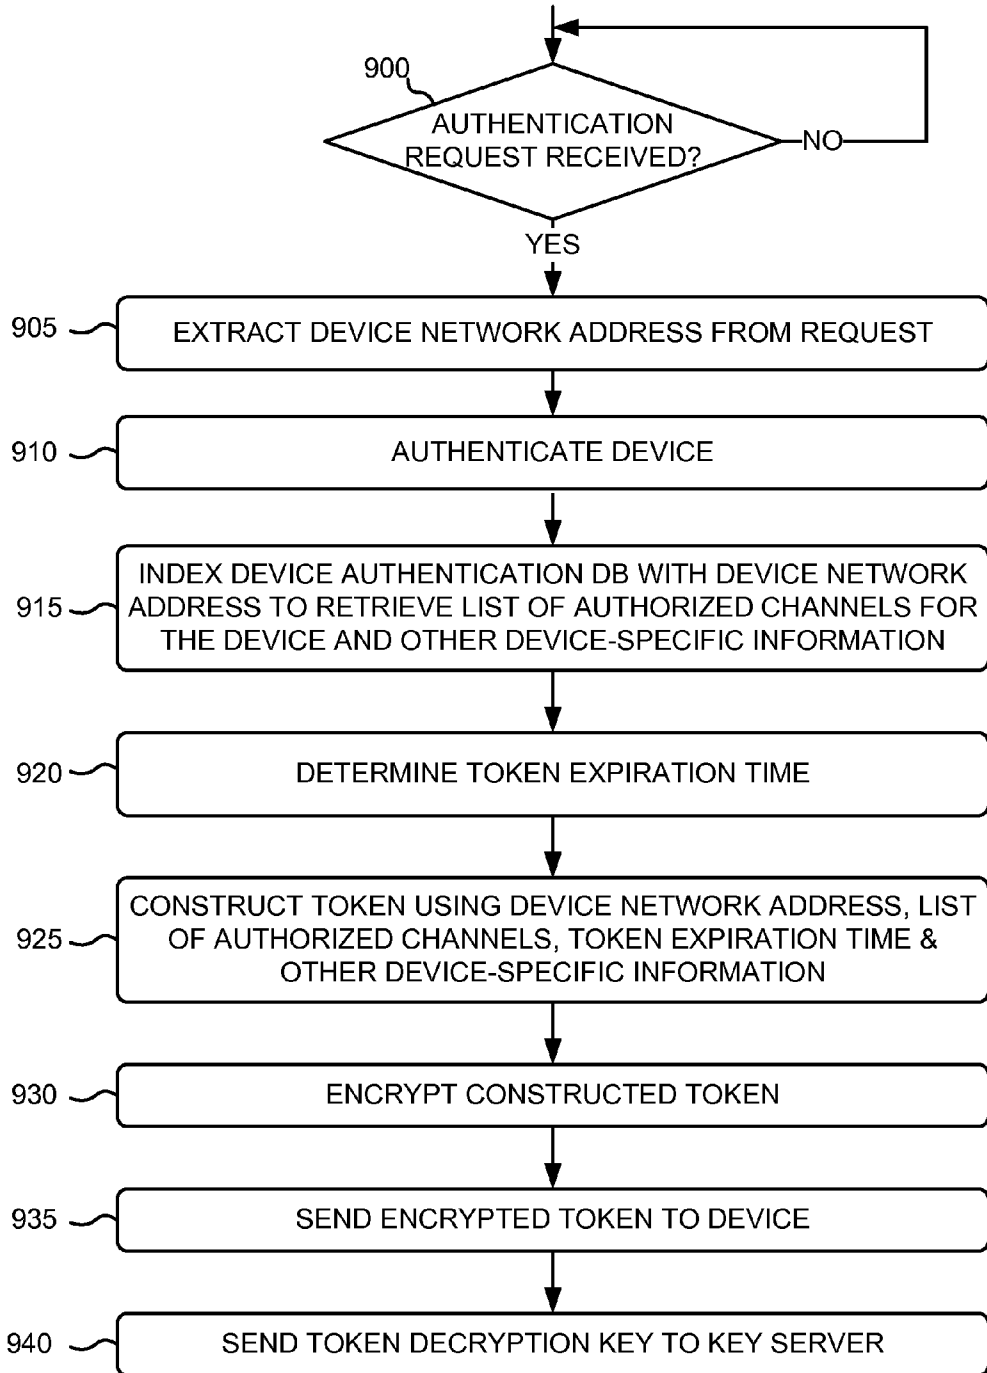 900
AUTHENTICATION
REQUEST RECEIVED?
NO
YES
905
EXTRACT DEVICE NETWORK ADDRESS FROM REQUEST
910
AUTHENTICATE DEVICE
915
INDEX DEVICE AUTHENTICATION DB WITH DEVICE NETWORK
ADDRESS TO RETRIEVE LIST OF AUTHORIZED CHANNELS FOR
THE DEVICE AND OTHER DEVICE-SPECIFIC INFORMATION
920
DETERMINE TOKEN EXPIRATION TIME
925
CONSTRUCT TOKEN USING DEVICE NETWORK ADDRESS, LIST
OF AUTHORIZED CHANNELS, TOKEN EXPIRATION TIME &
OTHER DEVICE-SPECIFIC INFORMATION
930
ENCRYPT CONSTRUCTED TOKEN
935
SEND ENCRYPTED TOKEN TO DEVICE
940
SEND TOKEN DECRYPTION KEY TO KEY SERVER